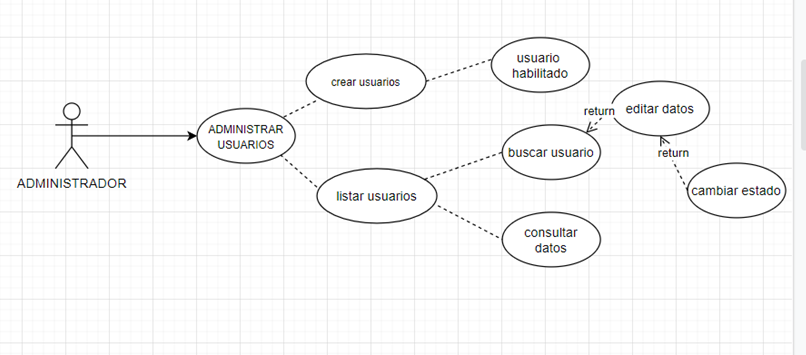 crear usuarios
usuario
habilitado
return
editar datos
ADMINISTRAR
USUARIOS
buscar usuario
return
ADMINISTRADOR
listar usuarios
cambiar estado
consultar
datos